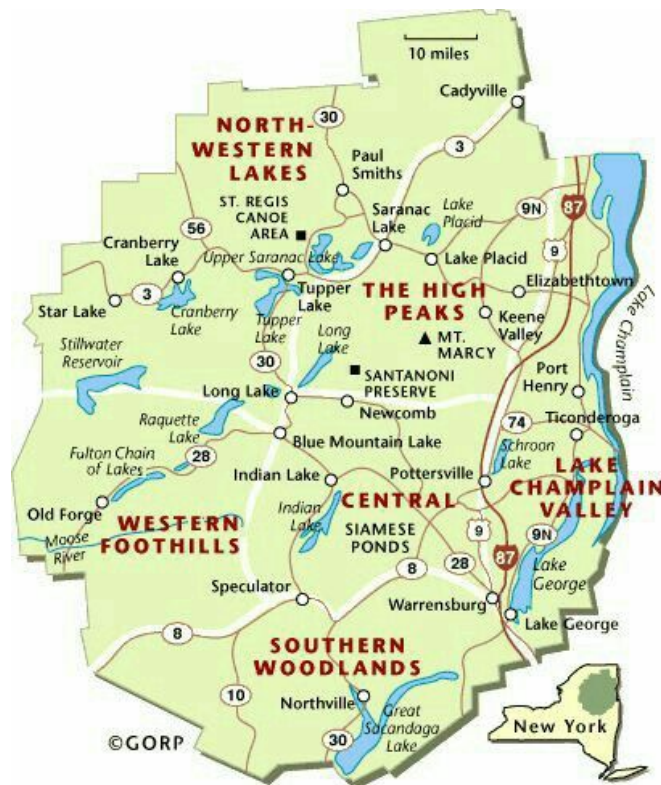 10 miles
Cadyville
30
NORTH-
WESTERN
LAKES
3
Paul
Smiths
ST. REGIS
CANOE
AREA
Lake
Placid
9N
87
56
Saranac
Lake
9
Cranberry
Lake
Upper Saranac Lake
Lake Placid
Elizabethtown
Star Lake
3
Cranberry
Lake
Tupper
Lake
THE HIGH
PEAKS
Keene
Valley
Lake Champlain
Tupper
Lake
Long
Lake
MT.
MARCY
Stillwater
Reservoir
30
SANTANONI
PRESERVE
Port
Henry
Long Lake
Newcomb
Raquette
Lake
74
Ticonderoga
Blue Mountain Lake
Fulton Chain
of Lakes
28
Schroon
Lake
Indian Lake
Pottersville
LAKE
CHAMPLAIN
VALLEY
Old Forge
Indian
Lake
CENTRAL
WESTERN
FOOTHILLS
Moose
River
SIAMESE
PONDS
9
9N
87
8
28
Lake
George
Speculator
Warrensburg
Lake George
8
SOUTHERN
WOODLANDS
10
Northville
Great
Sacandaga
Lake
30
©GORP
New York